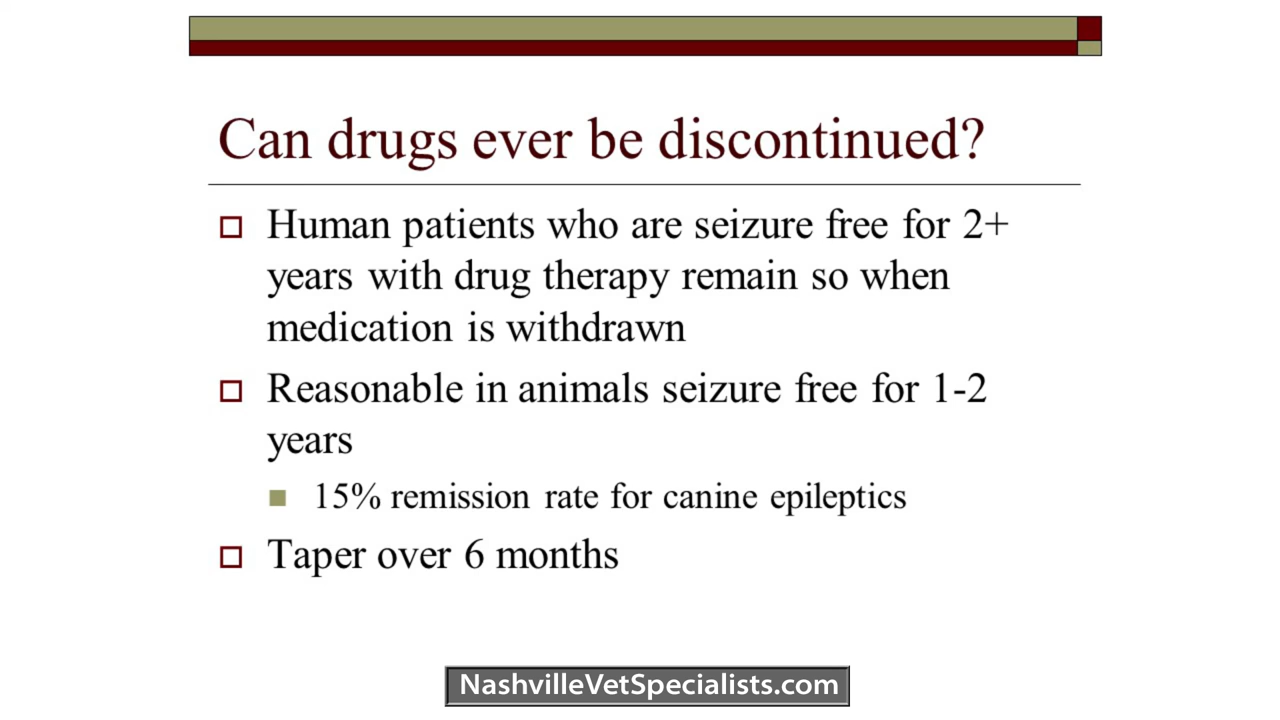 Can drugs ever be discontinued?
Human patients who are seizure free for 2+
years with drug therapy remain so when
medication is withdrawn
Reasonable in animals seizure free for 1-2
years
15% remission rate for canine epileptics
Taper over 6 months
NashvilleVetSpecialists.com